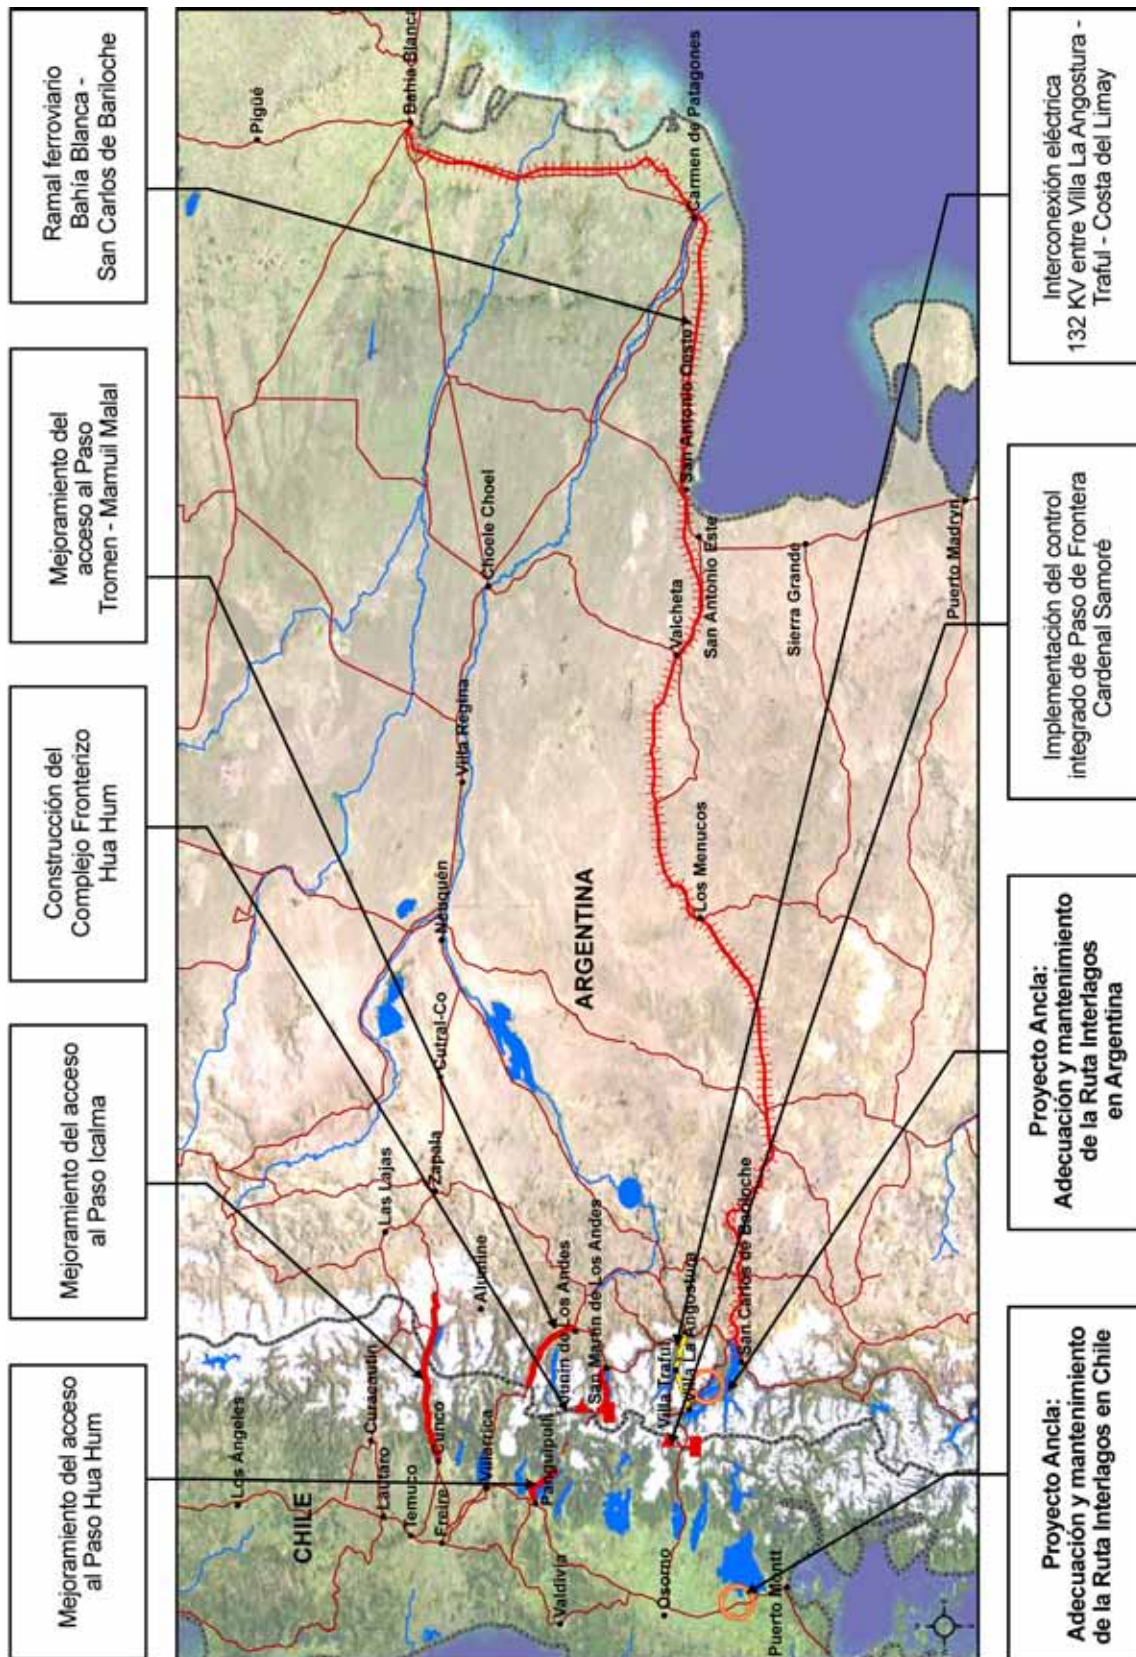 Mejoramiento del acceso
al Paso Hua Hum
Mejoramiento del acceso
al Paso Icalma
Construcción del
Complejo Fronterizo
Hua Hum
Mejoramiento del
acceso al Paso
Tromen - Mamuil Malal
Ramal ferroviario
Bahía Blanca -
San Carlos de Bariloche
Los Angeles
Pigüé
CHILE
Curacautín
Lautaro
Las Lajas
Temuco
Freire
Cunco
Zapala
Cutral-Co
Neuquén
Villa Regina
Choele Choel
Bahía Blanca
Villarrica
Aluminé
Panguipulli
Junín de Los Andes
Valdivia
San Martín de Los Andes
ARGENTINA
Osorno
Villa Traful
Villa La Angostura
Los Menucos
Valcheta
San Antonio Oeste
Carmen de Patagones
San Antonio Este
San Carlos de Bariloche
Puerto Montt
Sierra Grande
Puerto Madryn
Proyecto Ancla:
Adecuación y mantenimiento
de la Ruta Interlagos en Chile
Proyecto Ancla:
Adecuación y mantenimiento
de la Ruta Interlagos
en Argentina
Implementación del control
integrado de Paso de Frontera
Cardenal Samoré
Interconexión eléctrica
132 KV entre Villa La Angostura -
Traful - Costa del Limay